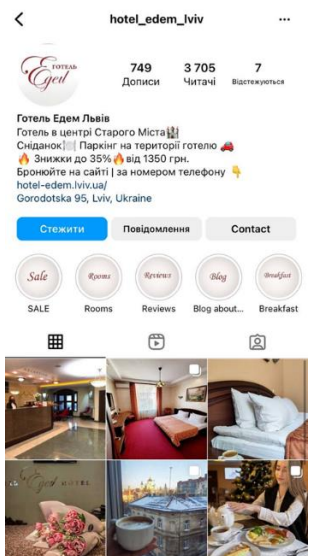 hotel_edem_lviv
ГОТЕЛЬ
Едем
749
3 705
7
Дописи
Читачі
Відстежуються
Готель Едем Львів
Готель в центрі Старого Міста
Сніданок | Паркінг на території готелю
Знижки до 35% від 1350 грн.
Бронюйте на сайті | за номером телефону
hotel-edem.lviv.ua/
Gorodotska 95, Lviv, Ukraine
Стежити
Повідомлення
Contact
Sale
Rooms
Reviews
Blog
Breakfast
SALE
Rooms
Reviews
Blog about...
Breakfast
Едем